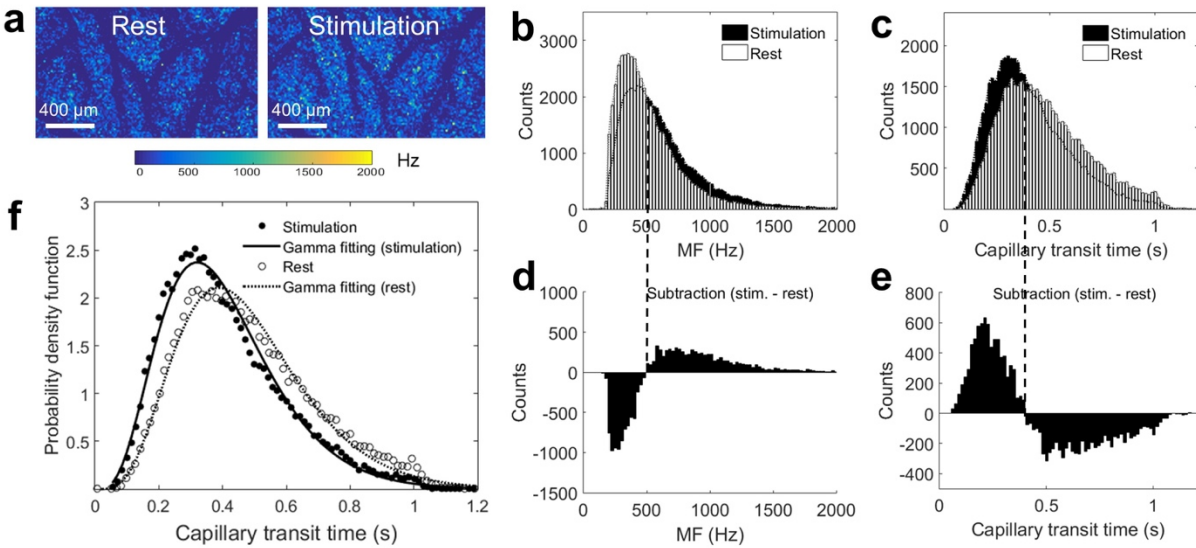 a
Rest
400 µm
Stimulation
400 µm
0 500 1000 1500 2000
Hz
b
3000
2000
1000
0
Counts
Stimulation
Rest
0 500 1000 1500 2000
MF (Hz)
c
2000
1500
1000
500
Counts
Stimulation
Rest
0.5 1
Capillary transit time (s)
f
3
2.5
2
1.5
1
0.5
Probability density function
Stimulation
Gamma fitting (stimulation)
Rest
Gamma fitting (rest)
0 0.2 0.4 0.6 0.8 1.0 1.2
Capillary transit time (s)
d
Subtraction (stim. - rest)
1000
500
0
-500
-1000
-1500
Counts
0 500 1000 1500 2000
MF (Hz)
e
Subtraction (stim. - rest)
800
600
400
200
0
-200
-400
Counts
0.5 1
Capillary transit time (s)